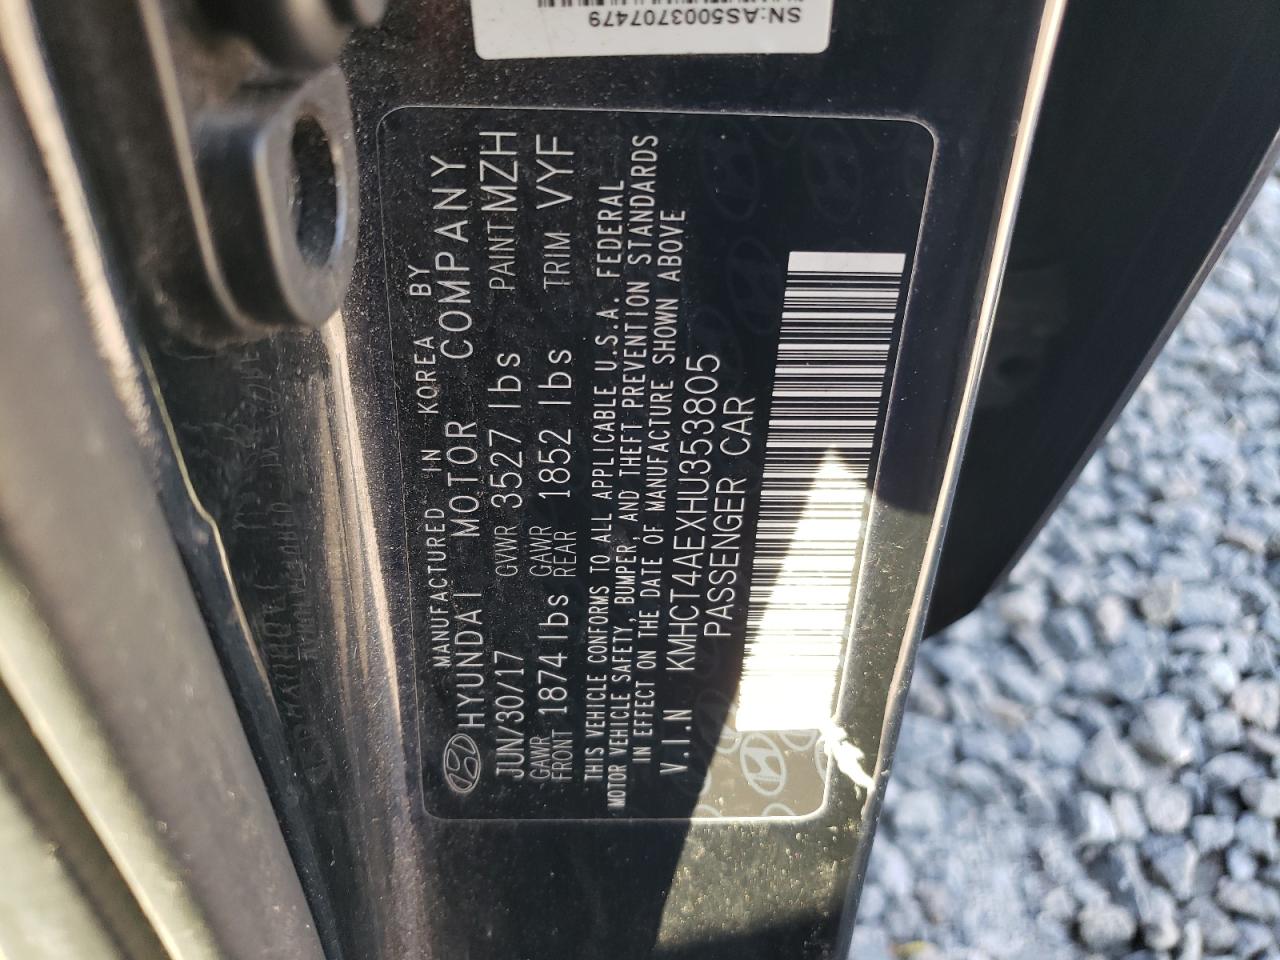 SN:AS5003707479
MANUFACTURED IN KOREA BY
HYUNDAI MOTOR COMPANY
JUN/30/17 GVWR 3527 lbs PAINT MZH
GAWR FRONT 1874 lbs GAWR REAR 1852 lbs TRIM VYF
THIS VEHICLE CONFORMS TO ALL APPLICABLE U.S.A. FEDERAL
MOTOR VEHICLE SAFETY, BUMPER, AND THEFT PREVENTION STANDARDS
IN EFFECT ON THE DATE OF MANUFACTURE SHOWN ABOVE
V.I.N KMHCT4AEXHU353805
PASSENGER CAR